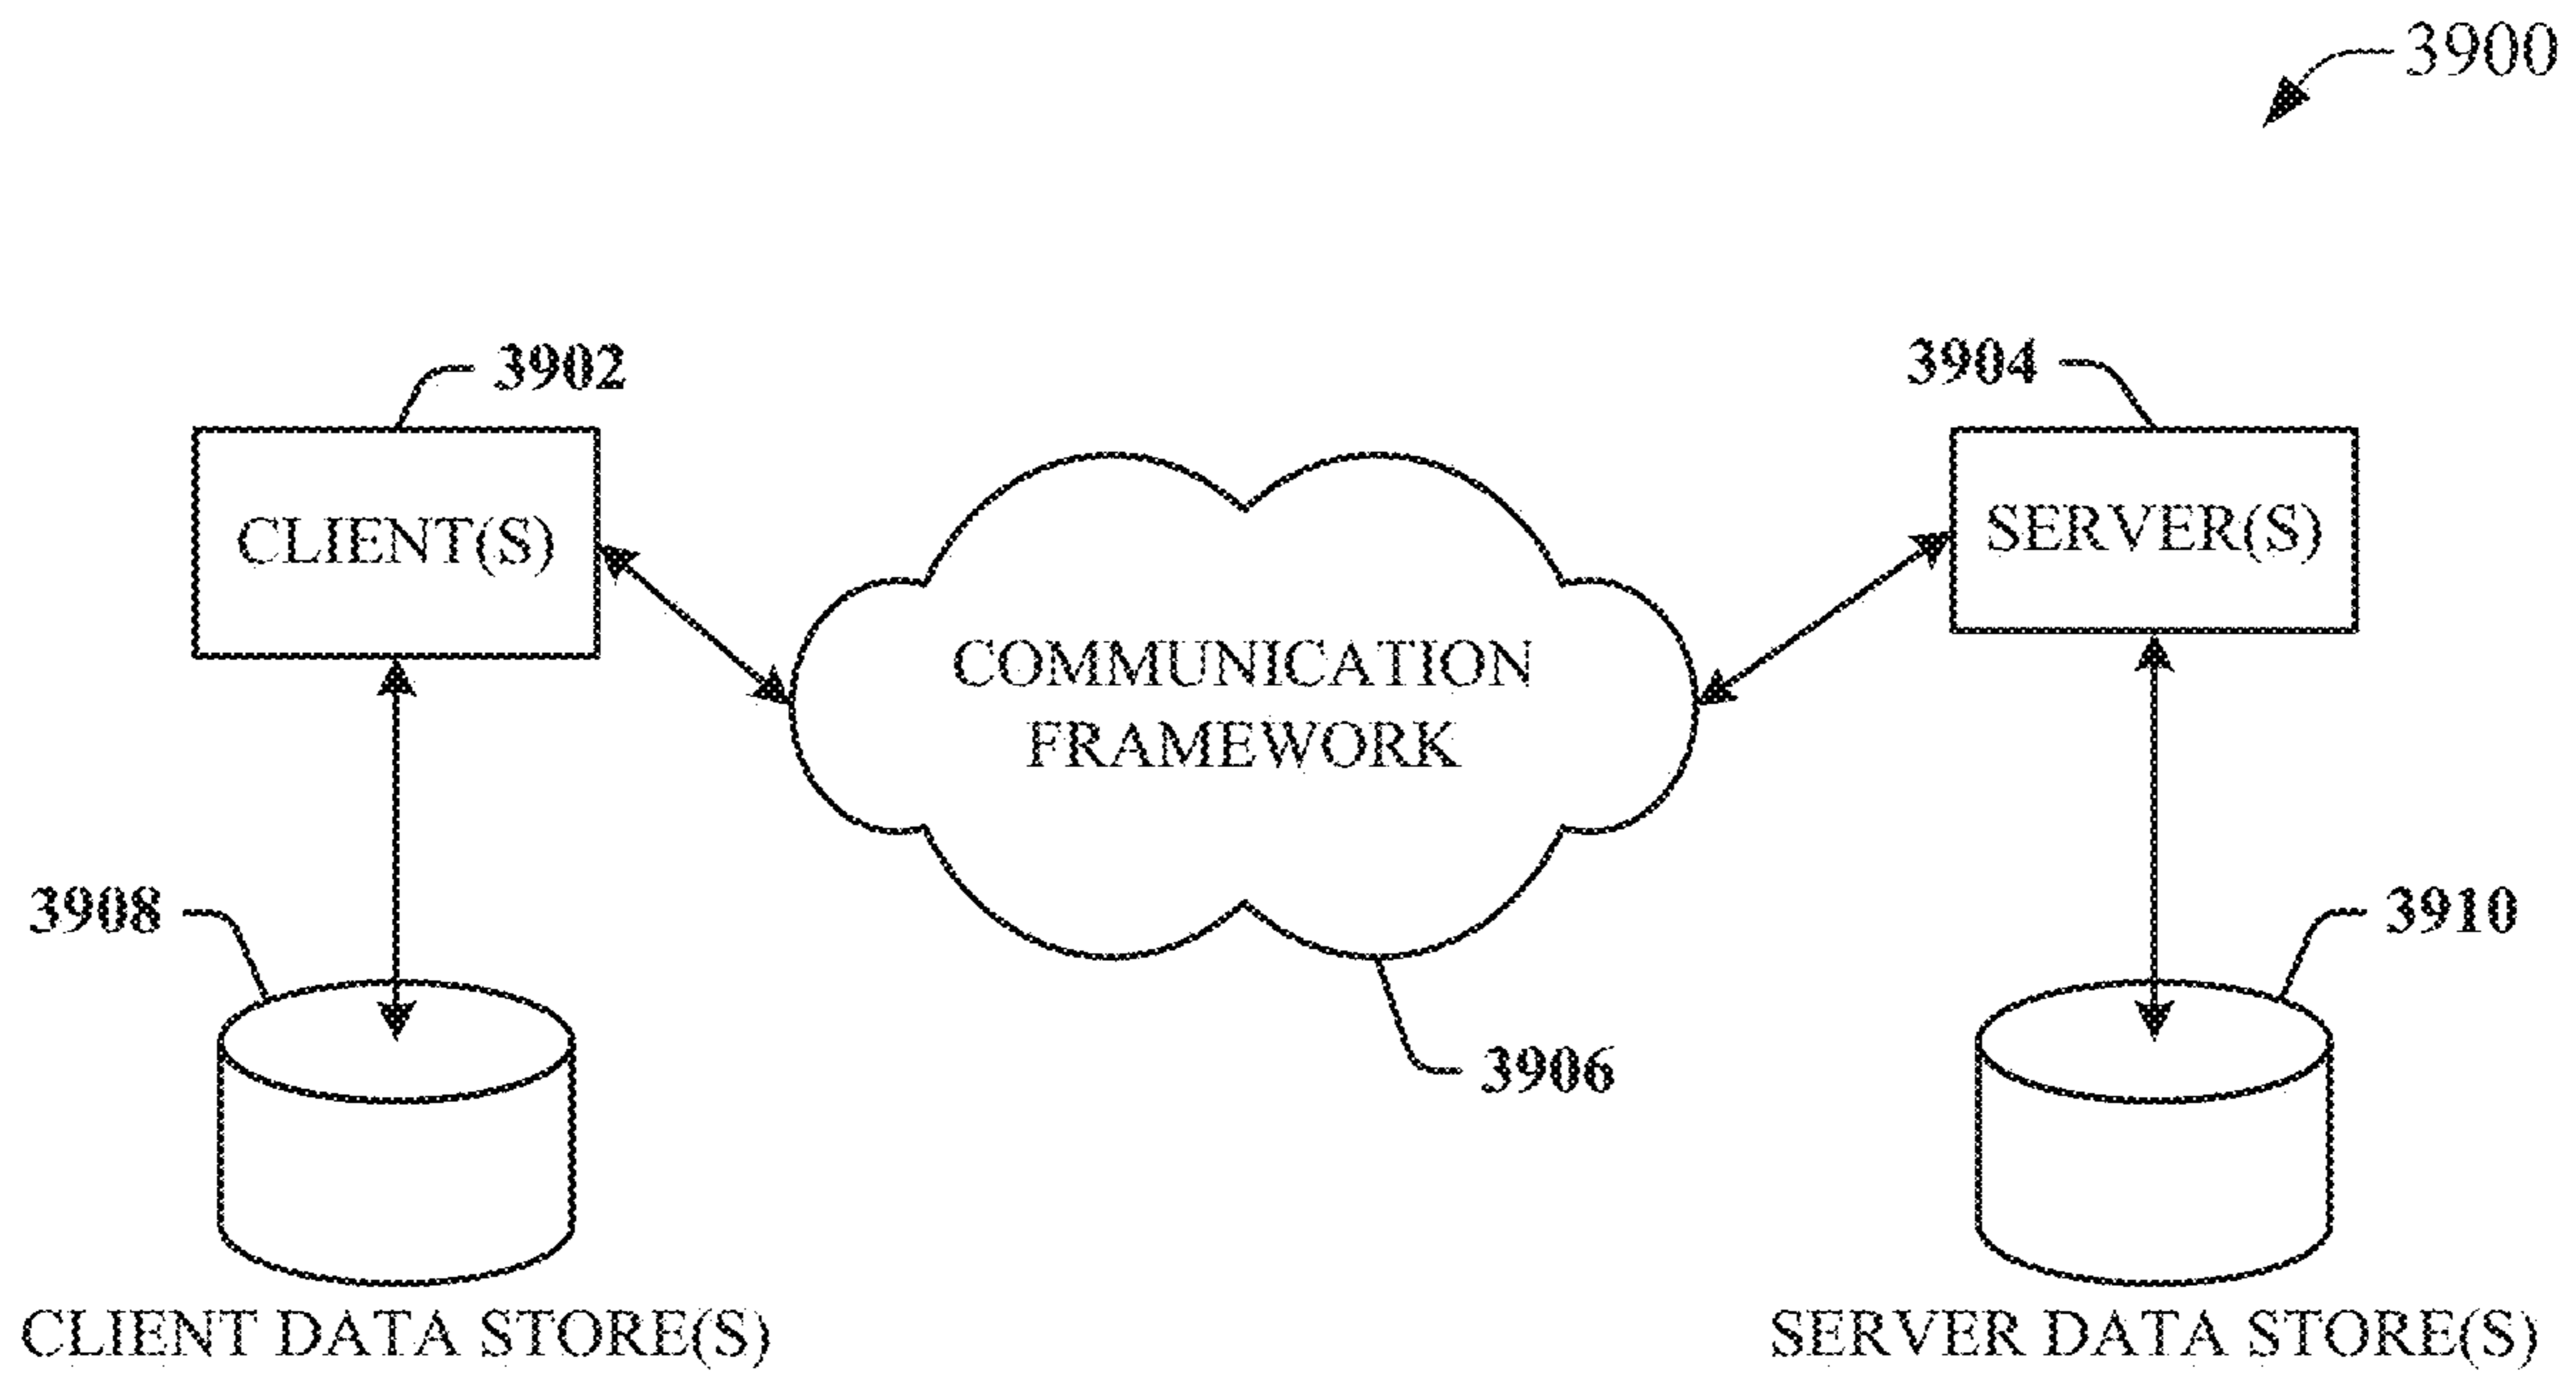 3900
3902
3904
CLIENT(S)
SERVER(S)
COMMUNICATION
FRAMEWORK
3908
3910
3906
CLIENT DATA STORE(S)
SERVER DATA STORE(S)